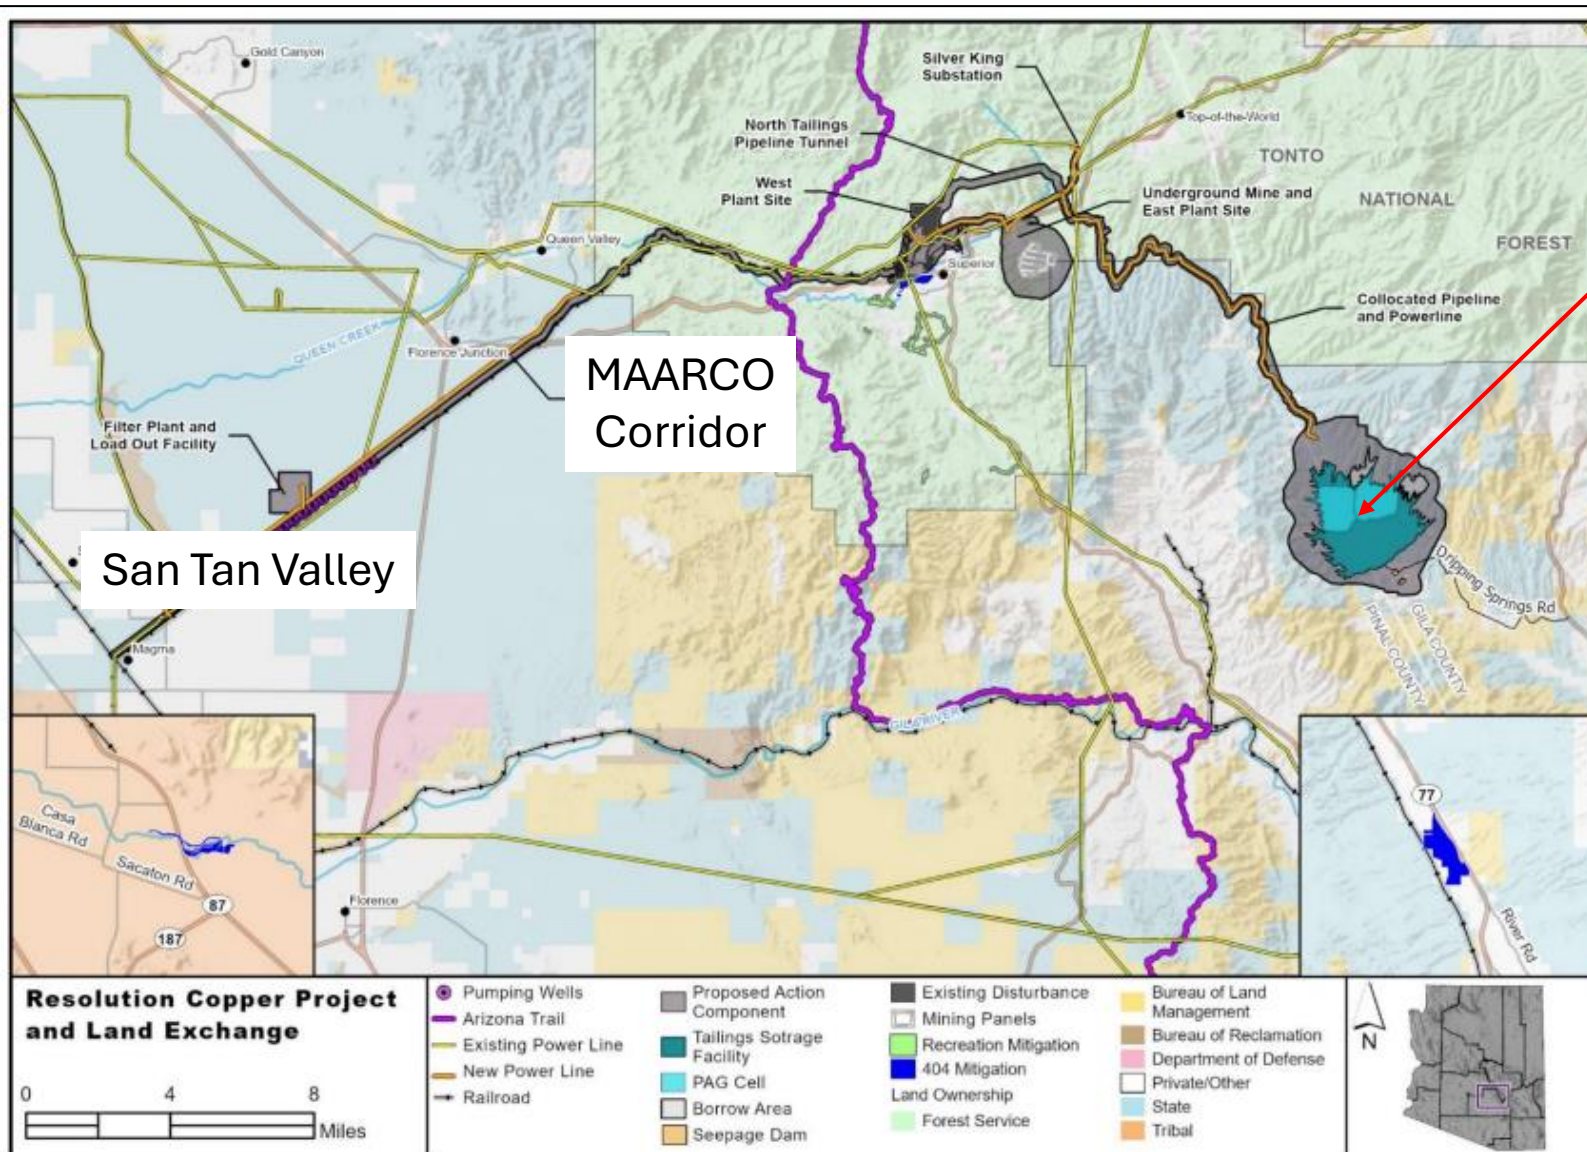 Gold Canyon
Silver King
Substation
Top-of-the-World
North Tailings
Pipeline Tunnel
TONTO
West
Plant Site
Underground Mine and
East Plant Site
NATIONAL
FOREST
Queen Valley
Superior
Collocated Pipeline
and Powerline
QUEEN CREEK
Florence Junction
MAARCO
Corridor
Filter Plant and
Load Out Facility
San Tan Valley
Dripping Springs Rd
PINAL COUNTY
GILA COUNTY
Magma
GILA RIVER
Casa
Blanca Rd
Sacaton Rd
87
187
Florence
77
River Rd
Resolution Copper Project
and Land Exchange
0 4 8
Miles
Pumping Wells
Arizona Trail
Existing Power Line
New Power Line
Railroad
Proposed Action
Component
Tailings Sotrage
Facility
PAG Cell
Borrow Area
Seepage Dam
Existing Disturbance
Mining Panels
Recreation Mitigation
404 Mitigation
Land Ownership
Forest Service
Bureau of Land
Management
Bureau of Reclamation
Department of Defense
Private/Other
State
Tribal
N